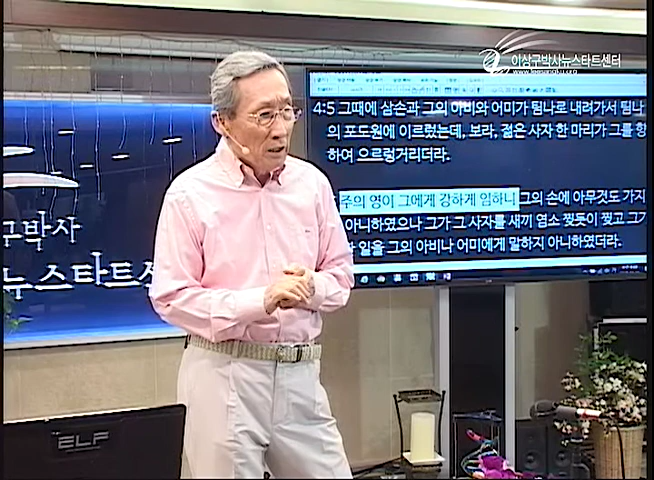 이상구박사뉴스타트센터
www.leesangku.org
4:5 그때에 삼손과 그의 아비와 어미가 팀나로 내려가서 팀나
의 포도원에 이르렀는데, 보라, 젊은 사자 한 마리가 그를 향
하여 으르렁거리더라.
주의 영이 그에게 강하게 임하니 그의 손에 아무것도 가지
아니하였으나 그가 그 사자를 새끼 염소 찢듯이 찢고 그가
일을 그의 아비나 어미에게 말하지 아니하였더라.
구박사
뉴스타트센
ELF